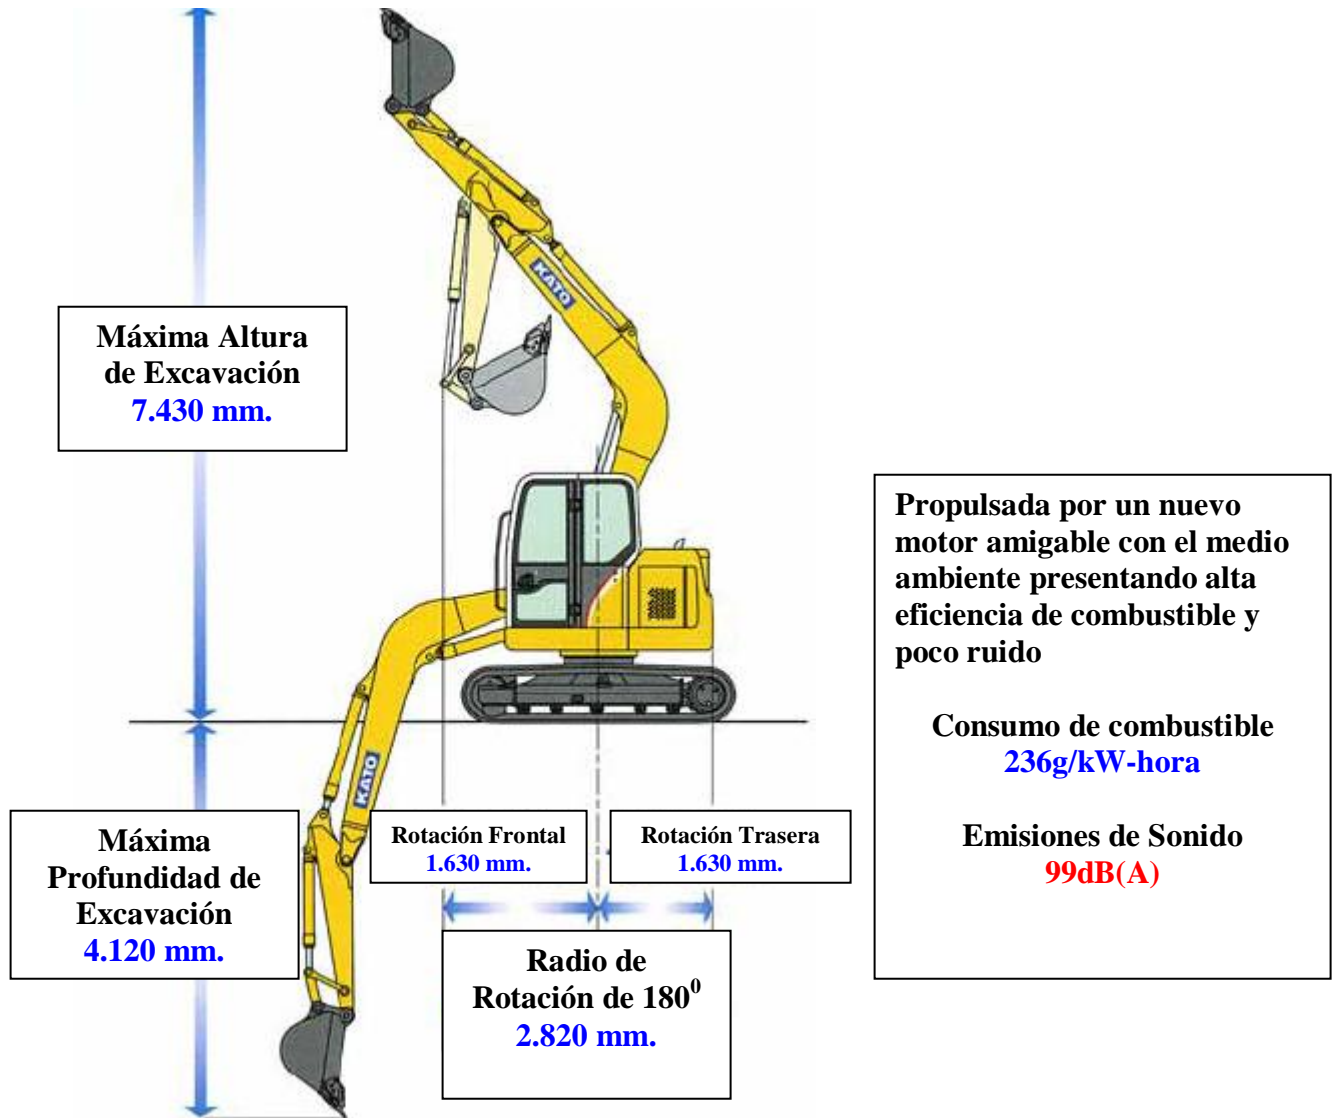 KATO
Máxima Altura
de Excavación
7.430 mm.
Propulsada por un nuevo
motor amigable con el medio
ambiente presentando alta
eficiencia de combustible y
poco ruido
Consumo de combustible
236g/kW-hora
Emisiones de Sonido
99dB(A)
KATO
Máxima
Profundidad de
Excavación
4.120 mm.
Rotación Frontal
1.630 mm.
Rotación Trasera
1.630 mm.
Radio de
Rotación de 180⁰
2.820 mm.